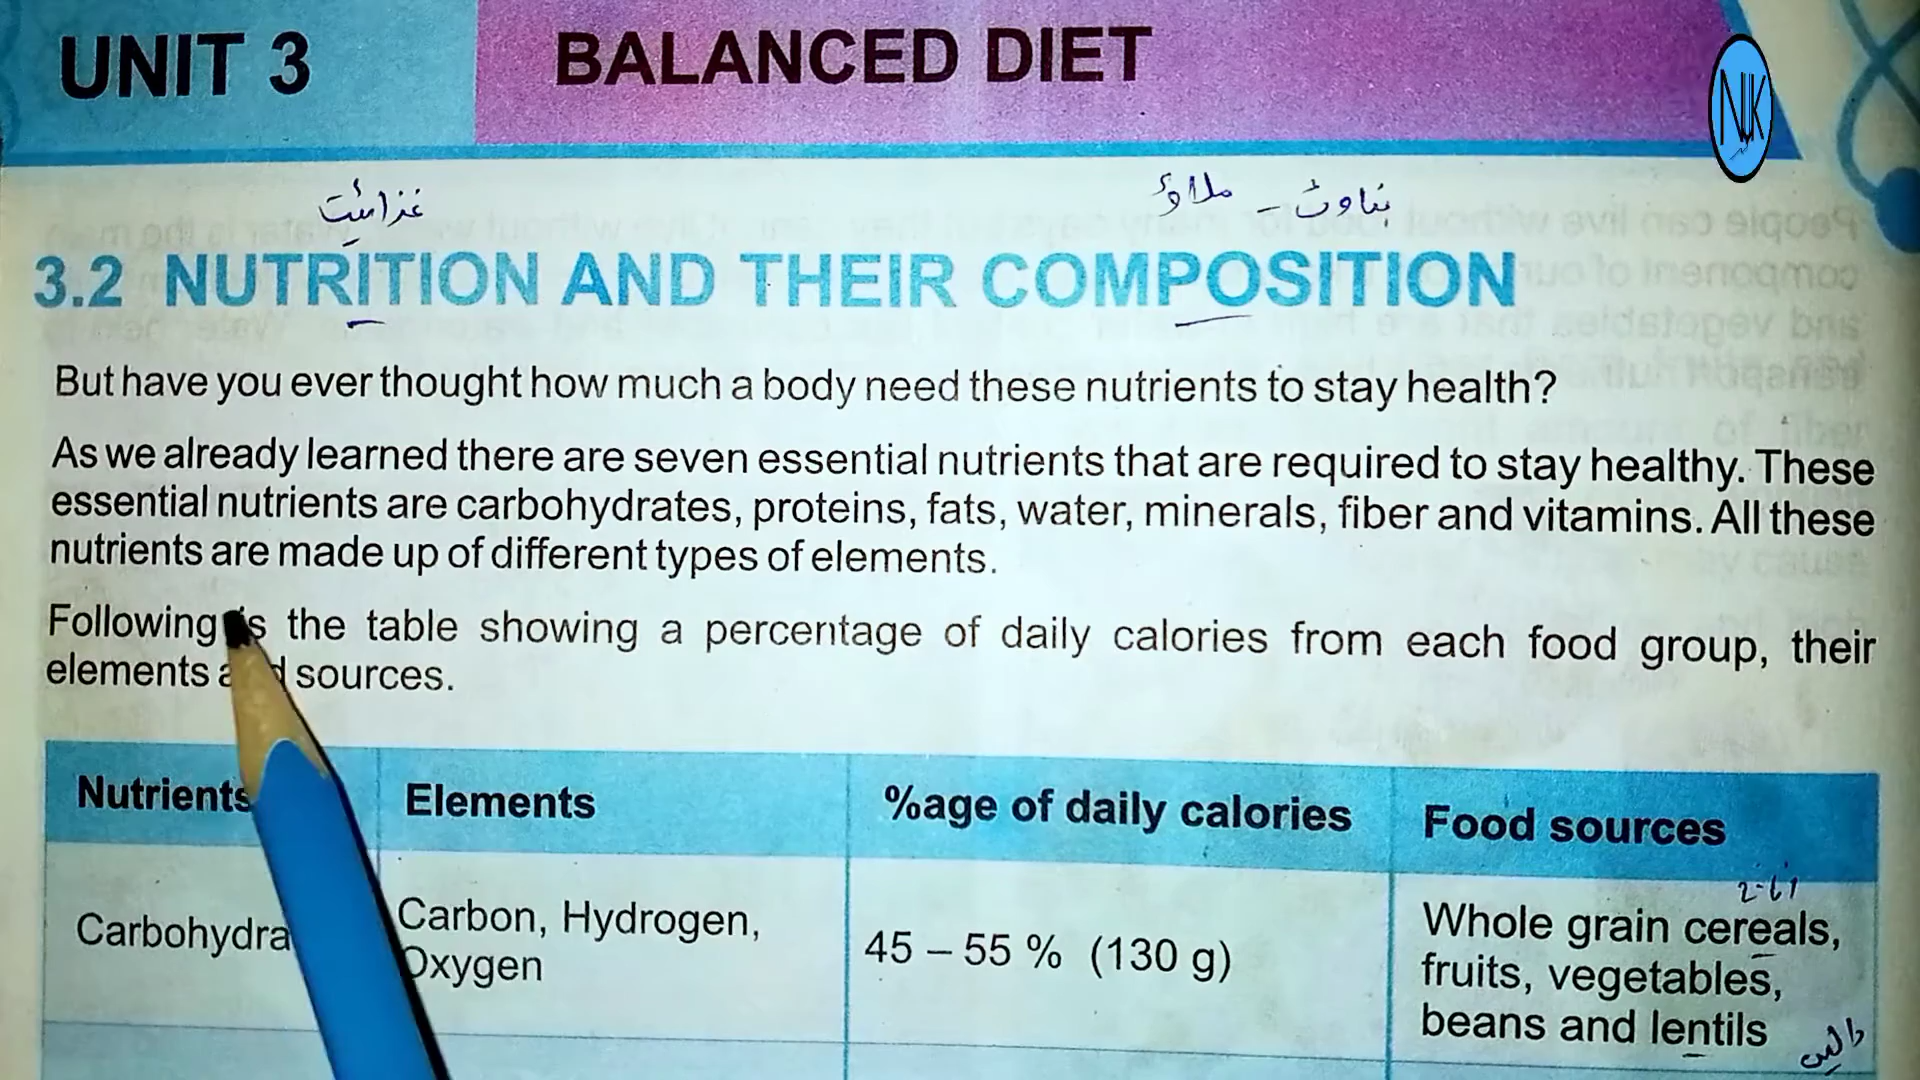 UNIT 3
BALANCED DIET
NK
غزائیت
بناوٹ - ملاوٹ
3.2 NUTRITION AND THEIR COMPOSITION
But have you ever thought how much a body need these nutrients to stay health?
As we already learned there are seven essential nutrients that are required to stay healthy. These
essential nutrients are carbohydrates, proteins, fats, water, minerals, fiber and vitamins. All these
nutrients are made up of different types of elements.
Following is the table showing a percentage of daily calories from each food group, their
elements and sources.
Nutrients Elements %age of daily calories Food sources
Carbohydra Carbon, Hydrogen, Oxygen 45 – 55 % (130 g) Whole grain cereals,
fruits, vegetables,
beans and lentils
دالیں